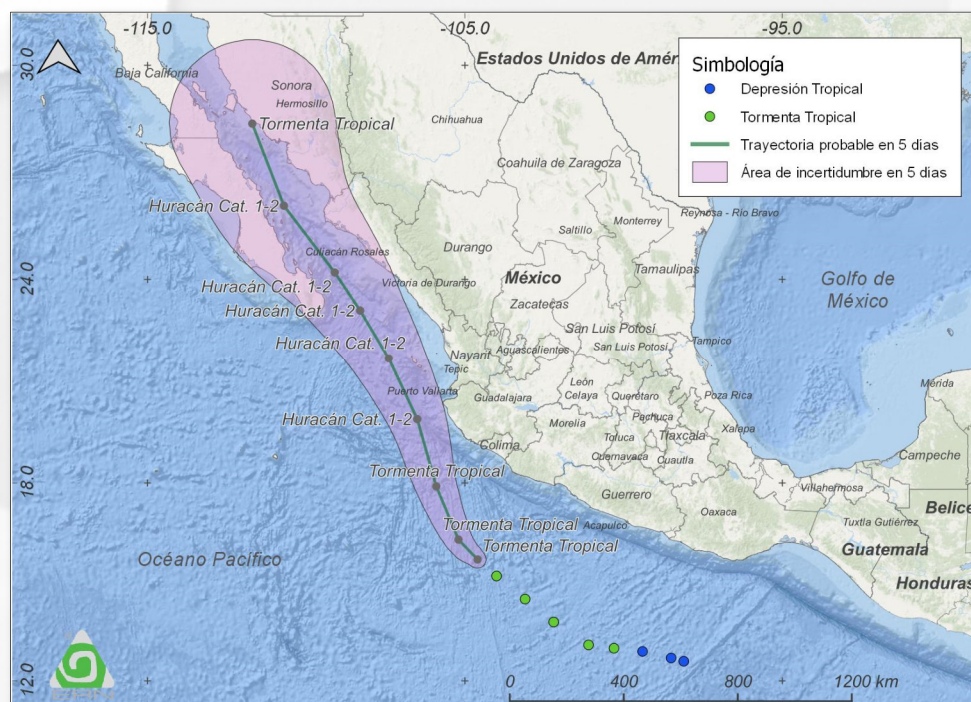 -115.0
-105.0
-95.0
30.0
24.0
18.0
12.0
Estados Unidos de Amér
Simbología
Depresión Tropical
Tormenta Tropical
Trayectoria probable en 5 dias
Área de incertidumbre en 5 días
Baja California
Sonora
Hermosillo
Tormenta Tropical
Chihuahua
Coahuila de Zaragoza
Huracán Cat. 1-2
Monterrey
Reynosa - Río Bravo
Saltillo
Culiacán Rosales
Durango
Victoria de Durango
México
Tamaulipas
Golfo de
México
Huracán Cat. 1-2
Zacatecas
Huracán Cat. 1-2
San Luis Potosí
San Luis Potosí
Tampico
Huracán Cat. 1-2
Nayarit
Aguascalientes
Tepic
León
Celaya
Querétaro
Puerto Vallarta
Guadalajara
Poza Rica
Mérida
Huracán Cat. 1-2
Morelia
Pachuca
Toluca
Tlaxcala
Xalapa
Colima
Cuernavaca
Cuautla
Campeche
Tormenta Tropical
Guerrero
Villahermosa
Belice
Oaxaca
Tuxtla Gutiérrez
Acapulco
Tormenta Tropical
Tormenta Tropical
Guatemala
Océano Pacífico
Honduras
0
400
800
1200 km